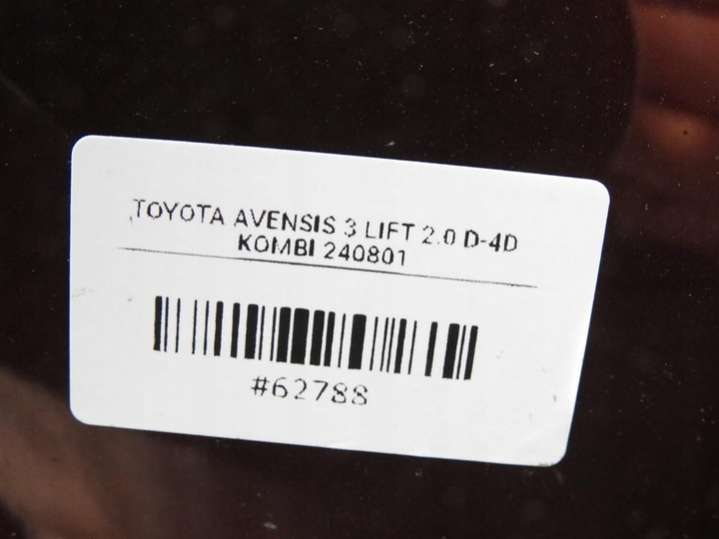 TOYOTA AVENSIS 3 LIFT 2.0 D-4D
KOMBI 240801
#62788